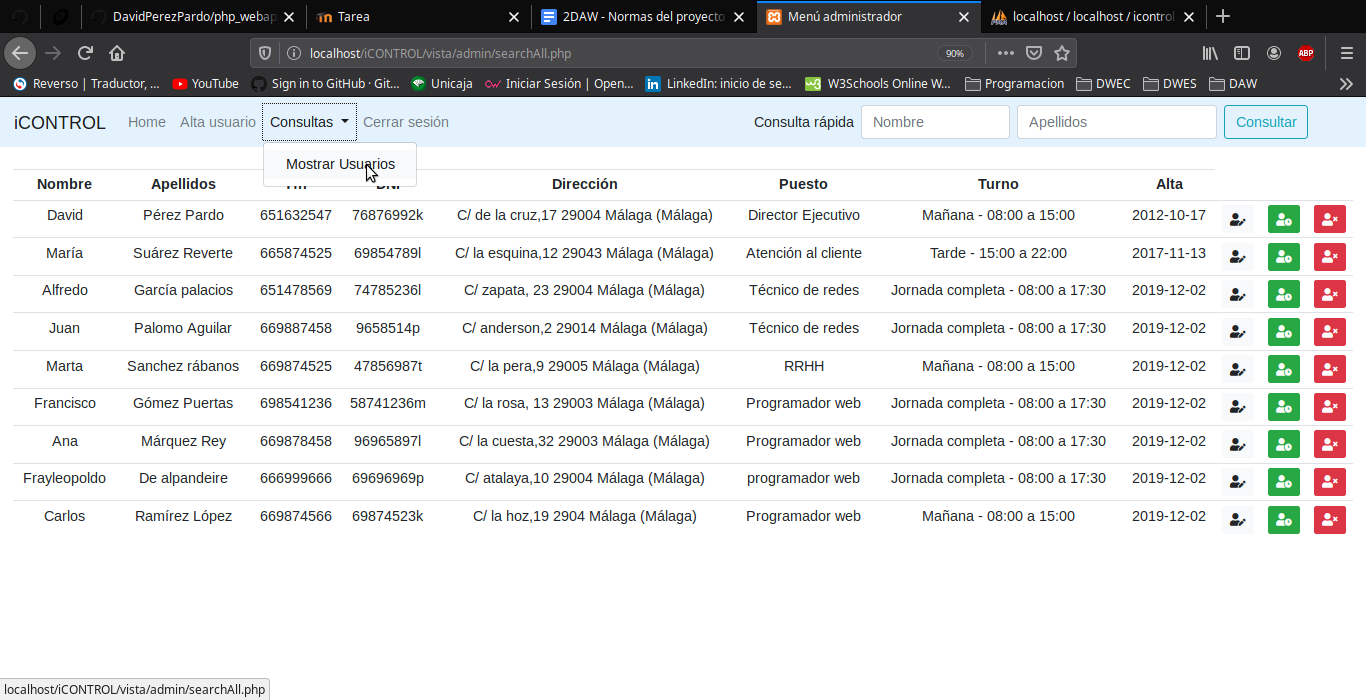 DavidPerezPardo/php_webap
Tarea
2DAW - Normas del proyecto
Menú administrador
localhost / localhost / icontrol
localhost/iCONTROL/vista/admin/searchAll.php
90%
ABP
Reverso | Traductor, ...
YouTube
Sign in to GitHub · Git...
Unicaja
Iniciar Sesión | Open...
LinkedIn: inicio de se...
W3Schools Online W...
Programacion
DWEC
DWES
DAW
iCONTROL Home Alta usuario Consultas Cerrar sesión Consulta rápida Nombre Apellidos Consultar
Mostrar Usuarios
Nombre Apellidos Dirección Puesto Turno Alta
David Pérez Pardo 651632547 76876992k C/ de la cruz,17 29004 Málaga (Málaga) Director Ejecutivo Mañana - 08:00 a 15:00 2012-10-17
María Suárez Reverte 665874525 69854789l C/ la esquina,12 29043 Málaga (Málaga) Atención al cliente Tarde - 15:00 a 22:00 2017-11-13
Alfredo García palacios 651478569 74785236l C/ zapata, 23 29004 Málaga (Málaga) Técnico de redes Jornada completa - 08:00 a 17:30 2019-12-02
Juan Palomo Aguilar 669887458 9658514p C/ anderson,2 29014 Málaga (Málaga) Técnico de redes Jornada completa - 08:00 a 17:30 2019-12-02
Marta Sanchez rábanos 669874525 47856987t C/ la pera,9 29005 Málaga (Málaga) RRHH Mañana - 08:00 a 15:00 2019-12-02
Francisco Gómez Puertas 698541236 58741236m C/ la rosa, 13 29003 Málaga (Málaga) Programador web Jornada completa - 08:00 a 17:30 2019-12-02
Ana Márquez Rey 669878458 96965897l C/ la cuesta,32 29003 Málaga (Málaga) Programador web Jornada completa - 08:00 a 17:30 2019-12-02
Frayleopoldo De alpandeire 666999666 69696969p C/ atalaya,10 29004 Málaga (Málaga) programador web Jornada completa - 08:00 a 17:30 2019-12-02
Carlos Ramírez López 669874566 69874523k C/ la hoz,19 2904 Málaga (Málaga) Programador web Mañana - 08:00 a 15:00 2019-12-02
localhost/iCONTROL/vista/admin/searchAll.php